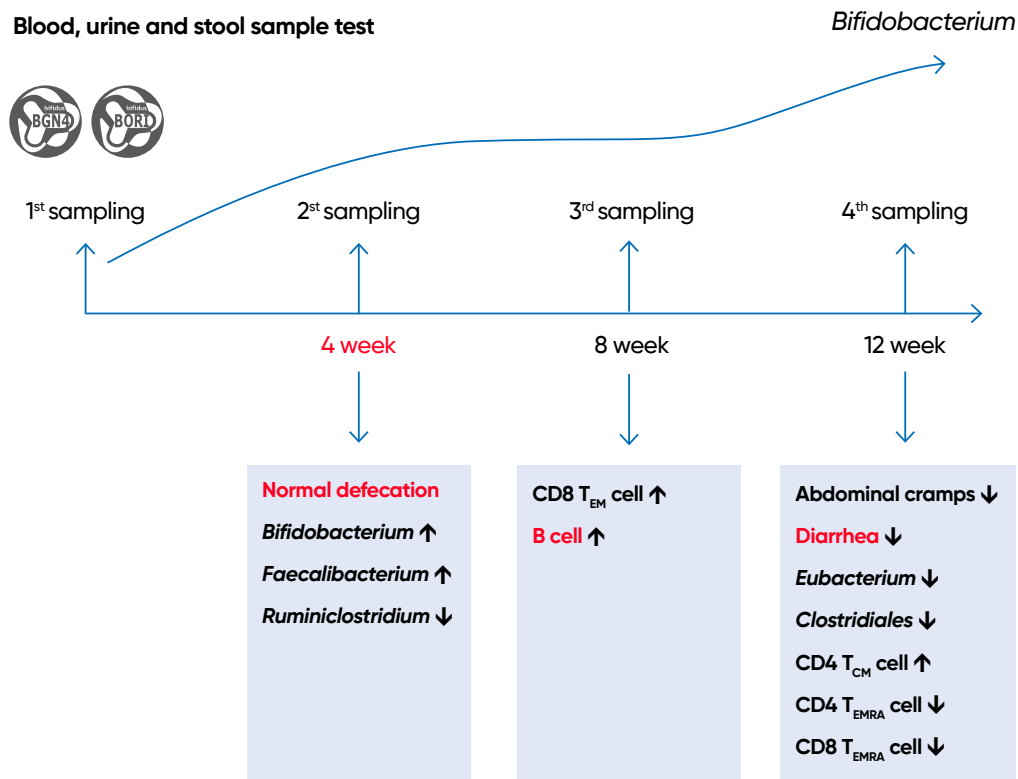 Blood, urine and stool sample test
Bifidobacterium
bifidus
BGN4
bifidus
BORI
1st sampling
2st sampling
3rd sampling
4th sampling
4 week
8 week
12 week
Normal defecation
Bifidobacterium ↑
Faecalibacterium ↑
Ruminiclostridium ↓
CD8 TEM cell ↑
B cell ↑
Abdominal cramps ↓
Diarrhea ↓
Eubacterium ↓
Clostridiales ↓
CD4 TCM cell ↑
CD4 TEMRA cell ↓
CD8 TEMRA cell ↓